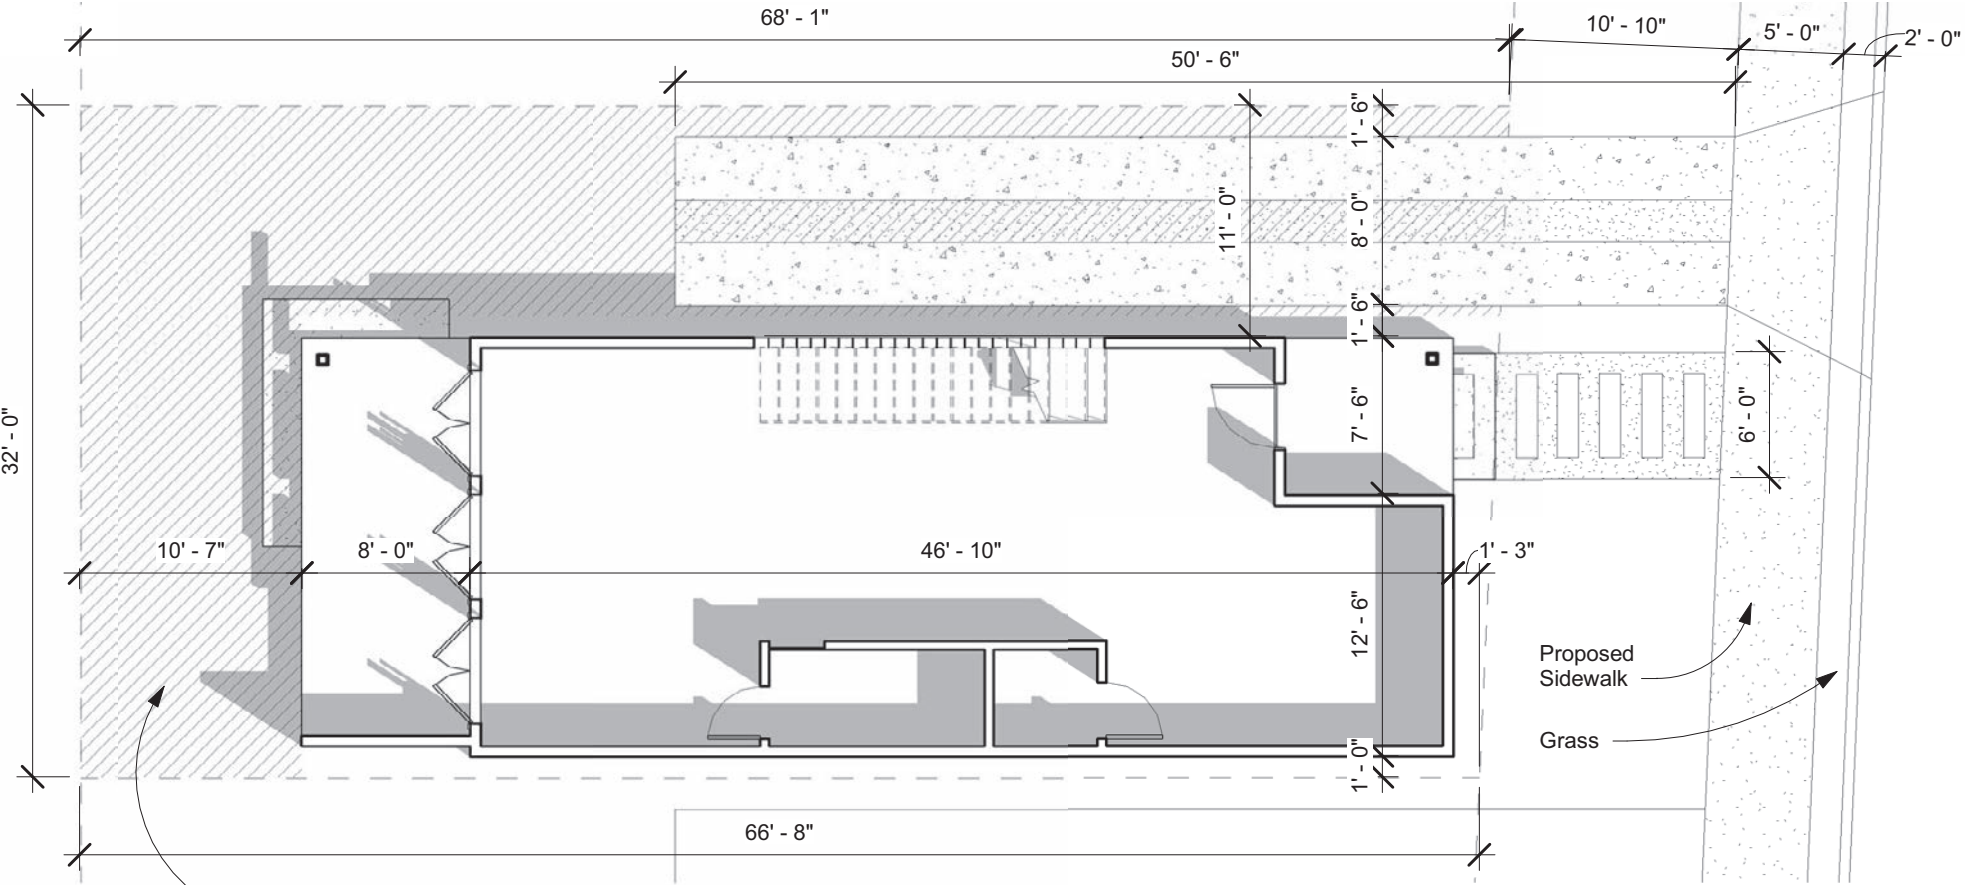 68' - 1"
10' - 10"
5' - 0"
2' - 0"
50' - 6"
1' - 6"
11' - 0"
8' - 0"
1' - 6"
32' - 0"
7' - 6"
6' - 0"
10' - 7"
8' - 0"
46' - 10"
1' - 3"
12' - 6"
Proposed
Sidewalk
Grass
1' - 0"
66' - 8"